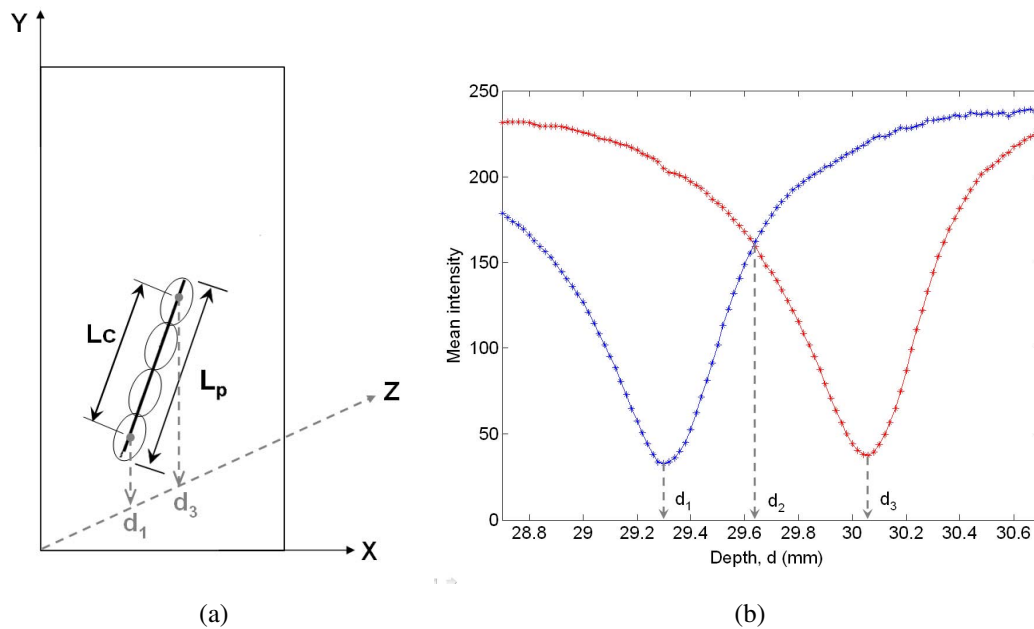 Y
Lc
Lp
Z
d1
d3
X
(a)
250
200
150
100
50
0
Mean intensity
d1
d2
d3
28.8 29 29.2 29.4 29.6 29.8 30 30.2 30.4 30.6
Depth, d (mm)
(b)